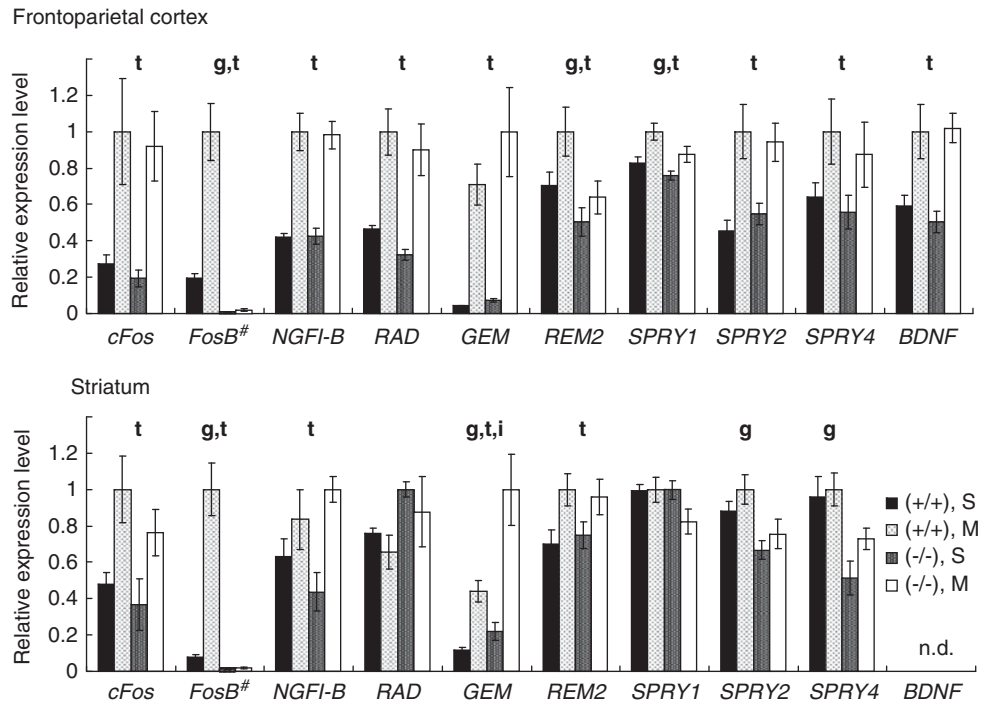 Frontoparietal cortex
t g,t t t t g,t g,t t t t
Relative expression level
1.2
1
0.8
0.6
0.4
0.2
0
cFos FosB# NGFI-B RAD GEM REM2 SPRY1 SPRY2 SPRY4 BDNF
Striatum
t g,t t g,t,i t g g
Relative expression level
1.2
1
0.8
0.6
0.4
0.2
0
(+/+), S
(+/+), M
(-/-), S
(-/-), M
n.d.
cFos FosB# NGFI-B RAD GEM REM2 SPRY1 SPRY2 SPRY4 BDNF